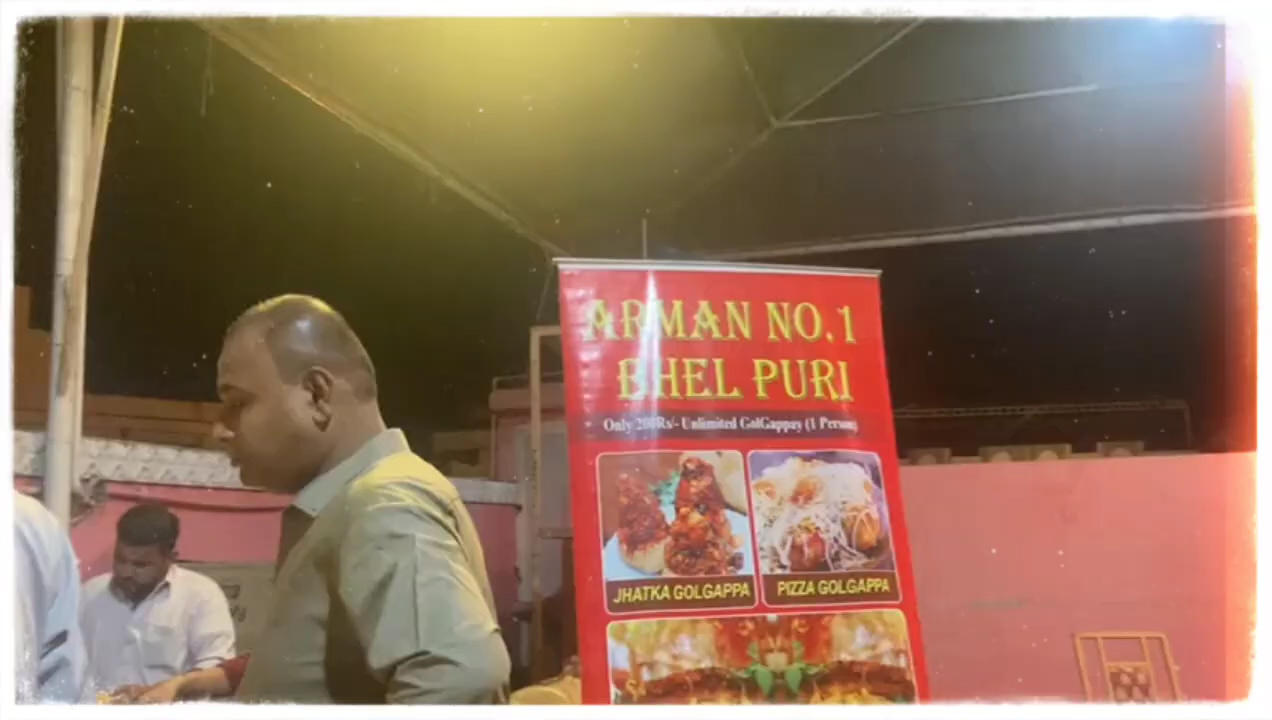 ARMAN NO.1
BHEL PURI
Only 200Rs/- Unlimited GolGappay (1 Person)
JHATKA GOLGAPPA
PIZZA GOLGAPPA